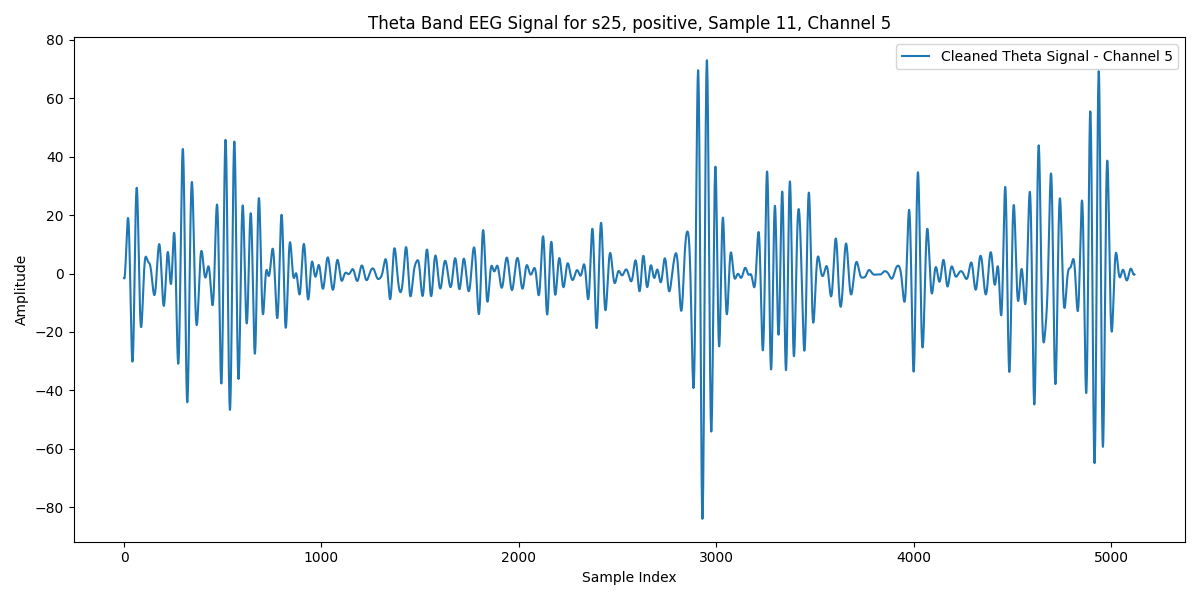 Theta Band EEG Signal for s25, positive, Sample 11, Channel 5
Cleaned Theta Signal - Channel 5
Amplitude
80
60
40
20
0
−20
−40
−60
−80
0 1000 2000 3000 4000 5000
Sample Index